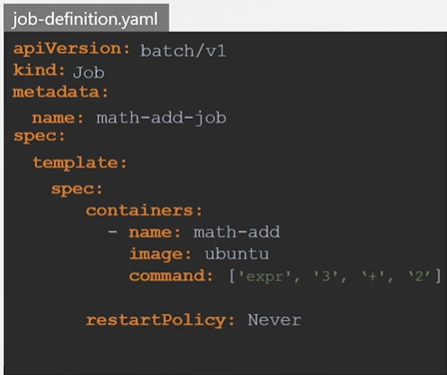 job-definition.yaml
apiVersion: batch/v1
kind: Job
metadata:
name: math-add-job
spec:
template:
spec:
containers:
- name: math-add
image: ubuntu
command: ['expr', '3', ‘+', ‘2’]
restartPolicy: Never